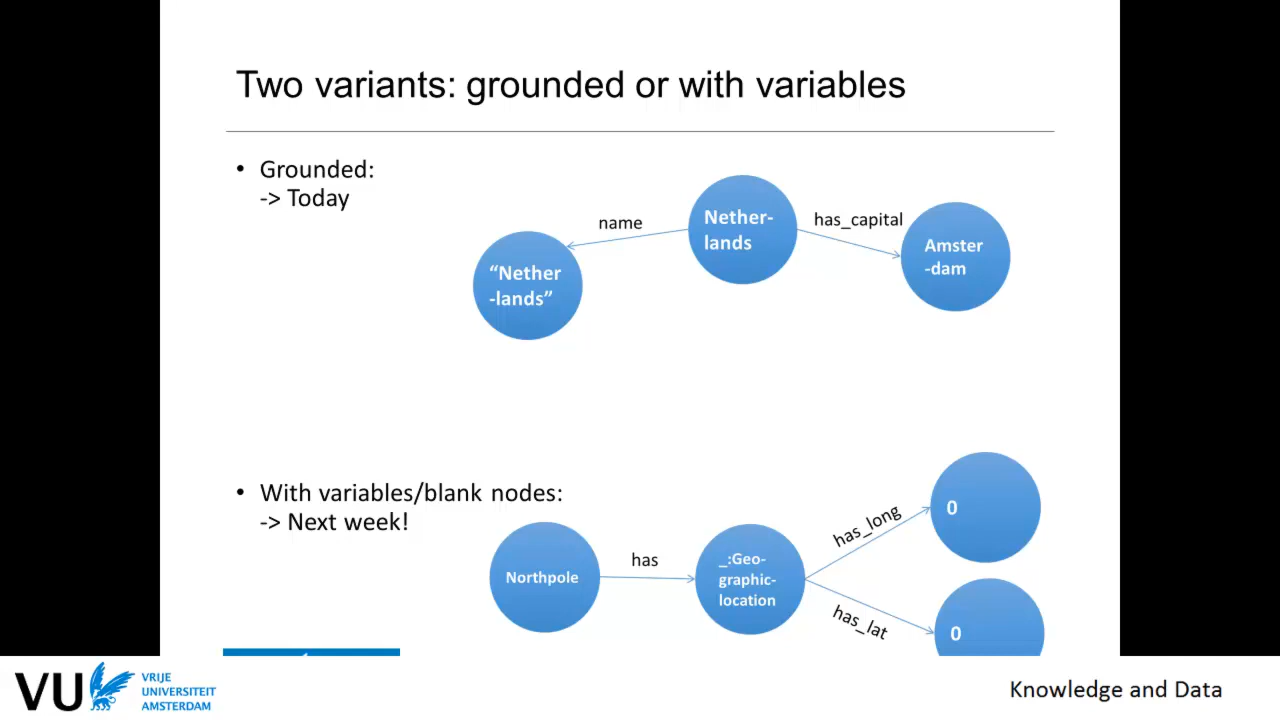 Two variants: grounded or with variables
• Grounded:
-> Today
name
has_capital
Nether-
lands
"Nether
-lands"
Amster
-dam
• With variables/blank nodes:
-> Next week!
Northpole
has
_:Geo-
graphic-
location
has_long
has_lat
0
0
VU
VRIJE
UNIVERSITEIT
AMSTERDAM
Knowledge and Data